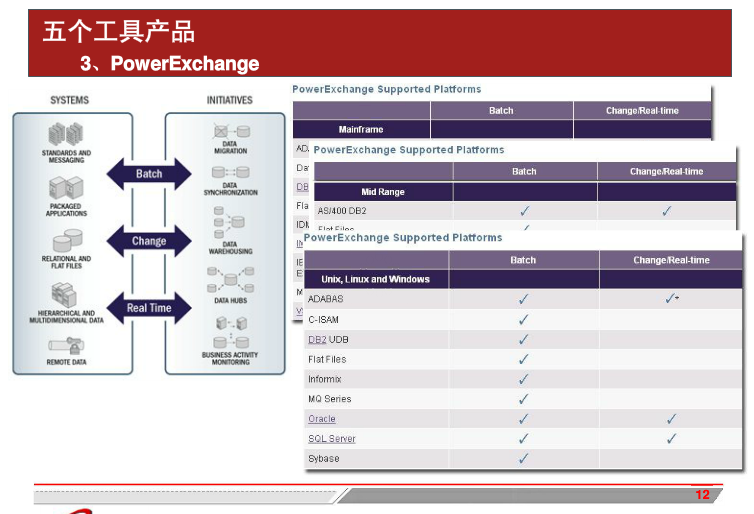 五个工具产品
3、PowerExchange
SYSTEMS
STANDARDS AND
MESSAGING
PACKAGED
APPLICATIONS
RELATIONAL AND
FLAT FILES
HIERARCHICAL AND
MULTIDIMENSIONAL DATA
REMOTE DATA
Batch
Change
Real Time
INITIATIVES
DATA
MIGRATION
DATA
SYNCHRONIZATION
DATA
WAREHOUSING
DATA HUBS
BUSINESS ACTIVITY
MONITORING
PowerExchange Supported Platforms
Batch Change/Real-time
Mainframe
PowerExchange Supported Platforms
Batch Change/Real-time
Mid Range
AS/400 DB2 ✓ ✓
Flat Files ✓
PowerExchange Supported Platforms
Batch Change/Real-time
Unix, Linux and Windows
ADABAS ✓ ✓+
C-ISAM ✓
DB2 UDB ✓
Flat Files ✓
Informix ✓
MQ Series ✓
Oracle ✓ ✓
SQL Server ✓ ✓
Sybase ✓
12